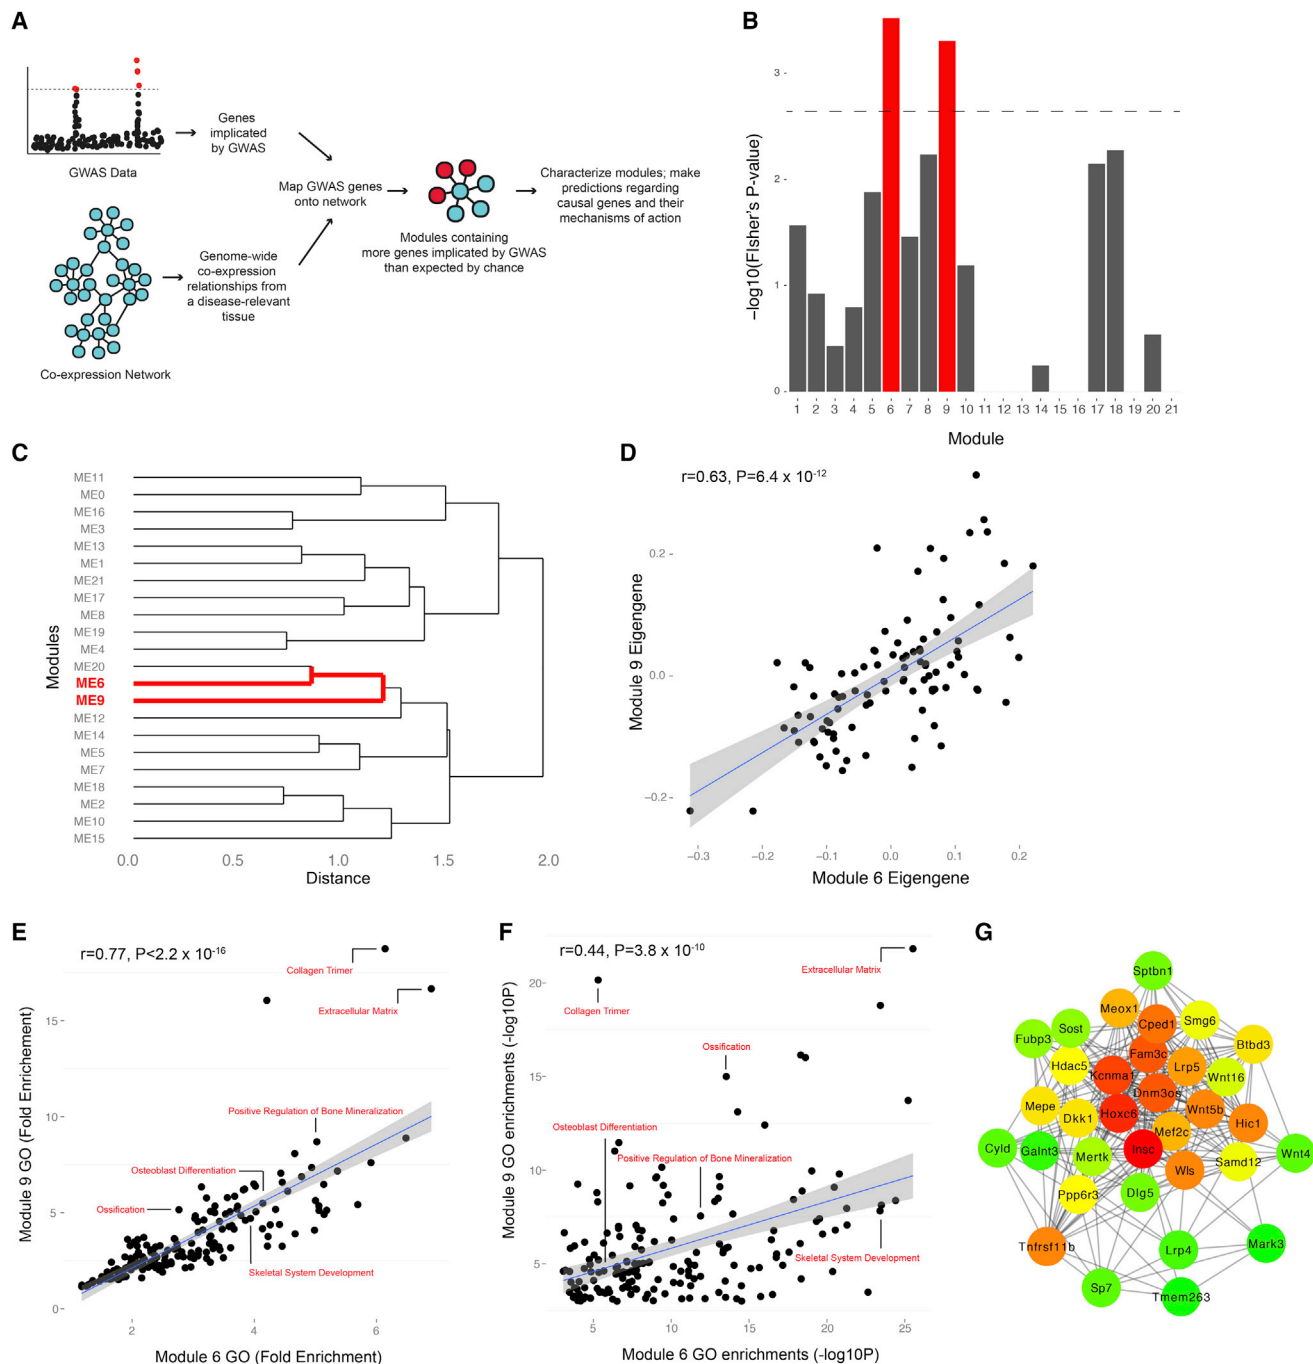 A
GWAS Data
Genes
implicated
by GWAS
Co-expression Network
Genome-wide
co-expression
relationships from
a disease-relevant
tissue
Map GWAS genes
onto network
Modules containing
more genes implicated by GWAS
than expected by chance
Characterize modules; make
predictions regarding
causal genes and their
mechanisms of action
B
−log10(FIsher's P-value)
3
2
1
0
1 2 3 4 5 6 7 8 9 10 11 12 13 14 15 16 17 18 19 20 21
Module
C
Modules
ME11
ME0
ME16
ME3
ME13
ME1
ME21
ME17
ME8
ME19
ME4
ME20
ME6
ME9
ME12
ME14
ME5
ME7
ME18
ME2
ME10
ME15
0.0 0.5 1.0 1.5 2.0
Distance
D
r=0.63, P=6.4 x 10-12
Module 9 Eigengene
0.2
0.0
−0.2
−0.3 −0.2 −0.1 0.0 0.1 0.2
Module 6 Eigengene
E
r=0.77, P<2.2 x 10-16
Module 9 GO (Fold Enrichement)
15
10
5
0
Collagen Trimer
Extracellular Matrix
Positive Regulation of Bone Mineralization
Osteoblast Differentiation
Ossification
Skeletal System Development
2 4 6
Module 6 GO (Fold Enrichment)
F
r=0.44, P=3.8 x 10-10
Module 9 GO enrichments (-log10P)
20
15
10
5
Extracellular Matrix
Collagen Trimer
Ossification
Osteoblast Differentiation
Positive Regulation of Bone Mineralization
Skeletal System Development
5 10 15 20 25
Module 6 GO enrichments (-log10P)
G
Sptbn1
Meox1
Cped1
Smg6
Sost
Fubp3
Btbd3
Fam3c
Hdac5
Lrp5
Kcnma1
Wnt16
Dnm3os
Mepe
Dkk1
Hoxc6
Wnt5b
Hic1
Mef2c
Cyld
Galnt3
Mertk
Insc
Wls
Samd12
Wnt4
Ppp6r3
Dlg5
Tnfrsf11b
Lrp4
Mark3
Sp7
Tmem263